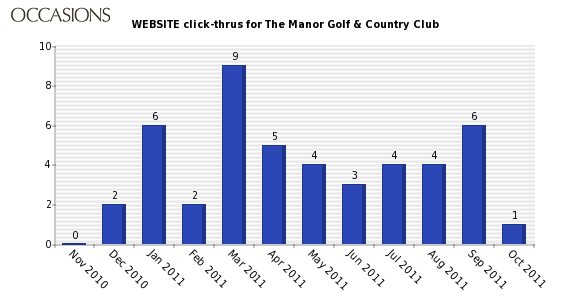 OCCASIONS
WEBSITE click-thrus for The Manor Golf & Country Club
10
8
6
4
2
0
0
2
6
2
9
5
4
3
4
4
6
1
Nov 2010
Dec 2010
Jan 2011
Feb 2011
Mar 2011
Apr 2011
May 2011
Jun 2011
Jul 2011
Aug 2011
Sep 2011
Oct 2011